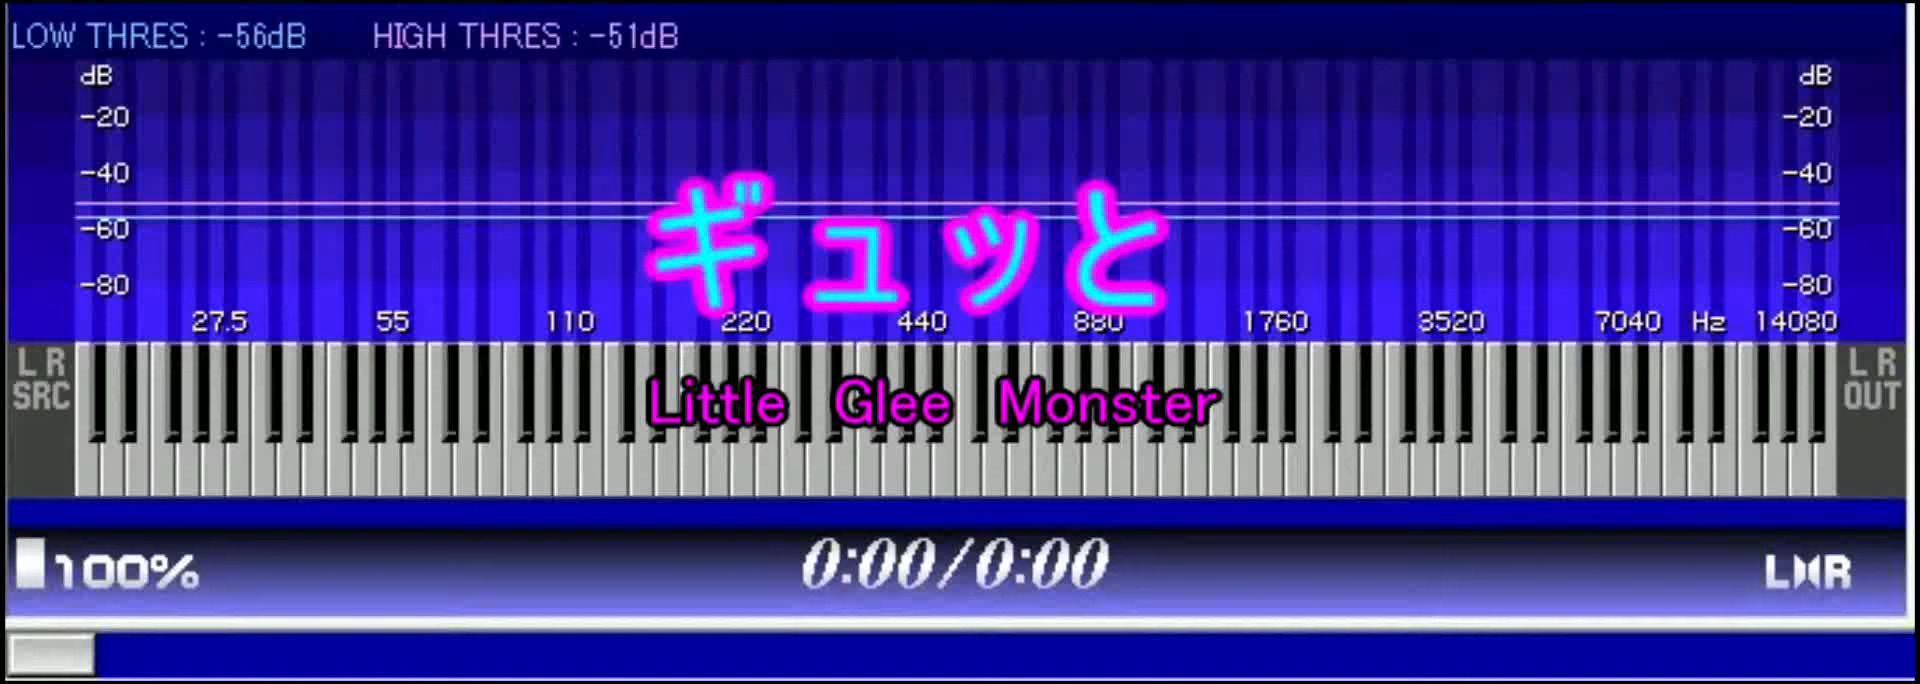 LOW THRES : -56dB HIGH THRES : -51dB
dB dB
-20 -20
-40 -40
ギュッと
-60 -60
-80 -80
27.5 55 110 220 440 880 1760 3520 7040 Hz 14080
L R L R
SRC OUT
Little Glee Monster
100% 0:00/0:00 L R